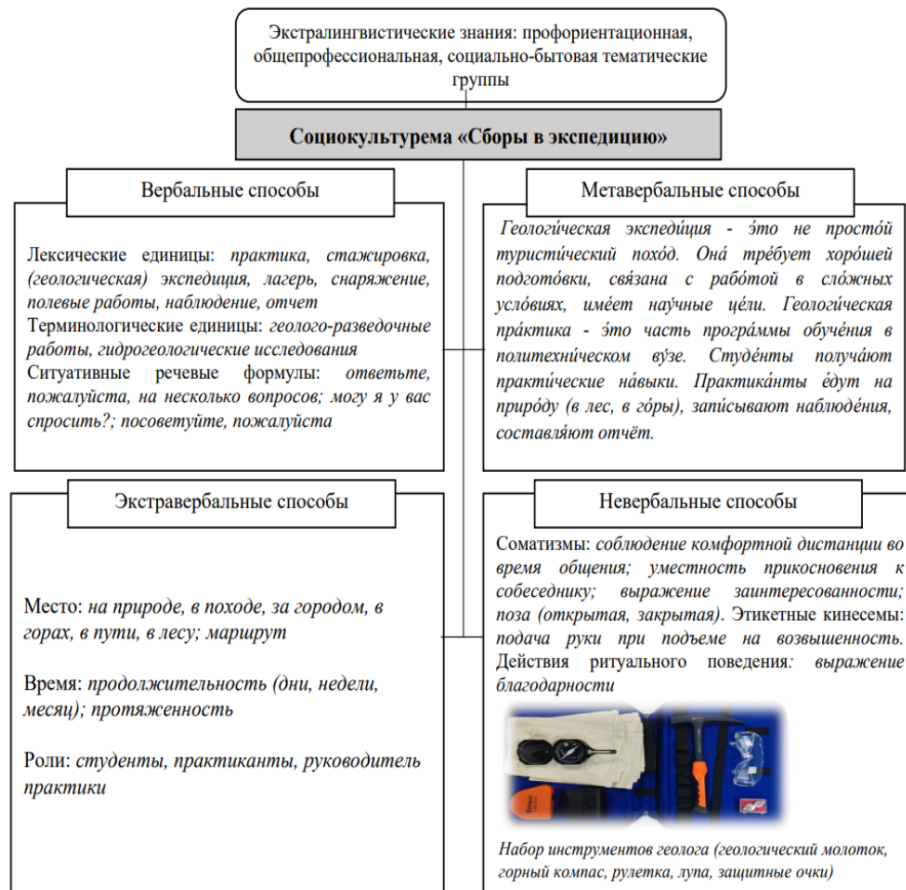 Экстралингвистические знания: профориентационная,
общепрофессиональная, социально-бытовая тематические
группы
Социокультурема «Сборы в экспедицию»
Вербальные способы
Лексические единицы: практика, стажировка,
(геологическая) экспедиция, лагерь, снаряжение,
полевые работы, наблюдение, отчет
Терминологические единицы: геолого-разведочные
работы, гидрогеологические исследования
Ситуативные речевые формулы: ответьте,
пожалуйста, на несколько вопросов; могу я у вас
спросить?; посоветуйте, пожалуйста
Метавербальные способы
Геологи́ческая экспеди́ция - э́то не просто́й
туристи́ческий похо́д. Она́ тре́бует хоро́шей
подгото́вки, свя́зана с рабо́той в сло́жных
усло́виях, име́ет нау́чные це́ли. Геологи́ческая
пра́ктика - э́то часть програ́ммы обуче́ния в
политехни́ческом ву́зе. Студе́нты получа́ют
практи́ческие на́выки. Практика́нты е́дут на
приро́ду (в лес, в го́ры), запи́сывают наблюде́ния,
составля́ют отчёт.
Экстравербальные способы
Место: на природе, в походе, за городом, в
горах, в пути, в лесу; маршрут
Время: продолжительность (дни, недели,
месяц); протяженность
Роли: студенты, практиканты, руководитель
практики
Невербальные способы
Соматизмы: соблюдение комфортной дистанции во
время общения; уместность прикосновения к
собеседнику; выражение заинтересованности;
поза (открытая, закрытая). Этикетные кинесемы:
подача руки при подъеме на возвышенность.
Действия ритуального поведения: выражение
благодарности
Набор инструментов геолога (геологический молоток,
горный компас, рулетка, лупа, защитные очки)